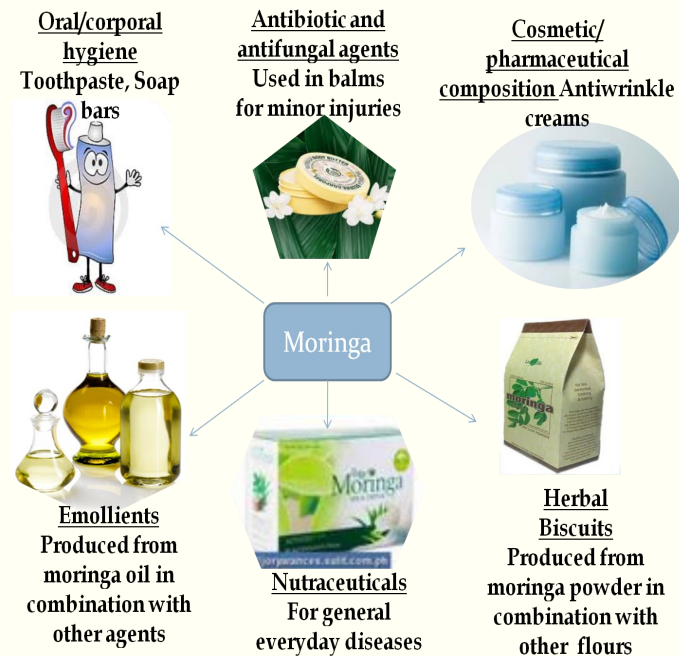 Oral/corporal
hygiene
Toothpaste, Soap
bars
Antibiotic and
antifungal agents
Used in balms
for minor injuries
Cosmetic/
pharmaceutical
composition Antiwrinkle
creams
Moringa
moringa
Moringa
Emollients
Produced from
moringa oil in
combination with
other agents
Nutraceuticals
For general
everyday diseases
Herbal
Biscuits
Produced from
moringa powder in
combination with
other flours